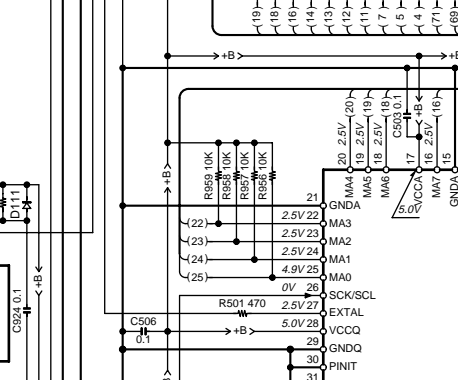 (19)
(18)
(16)
(14)
(13)
(12)
(11)
(7
(5
(4
(71)
(69
+B
+B
+B
+B
(20)
(19)
(18)
C503 0.1
(16)
2.5V
2.5V
2.5V
2.5V
20
19
18
17
16
15
MA4
MA5
MA6
VCCA
MA7
GNDA
5.0V
R959 10K
R958 10K
R957 10K
R956 10K
D111
+B
C924 0.1
21 GNDA
(22) 2.5V 22 MA3
(23) 2.5V 23 MA2
(24) 2.5V 24 MA1
(25) 4.9V 25 MA0
0V 26 SCK/SCL
R501 470 2.5V 27 EXTAL
C506
0.1
+B 5.0V 28 VCCQ
29 GNDQ
30 PINIT
31